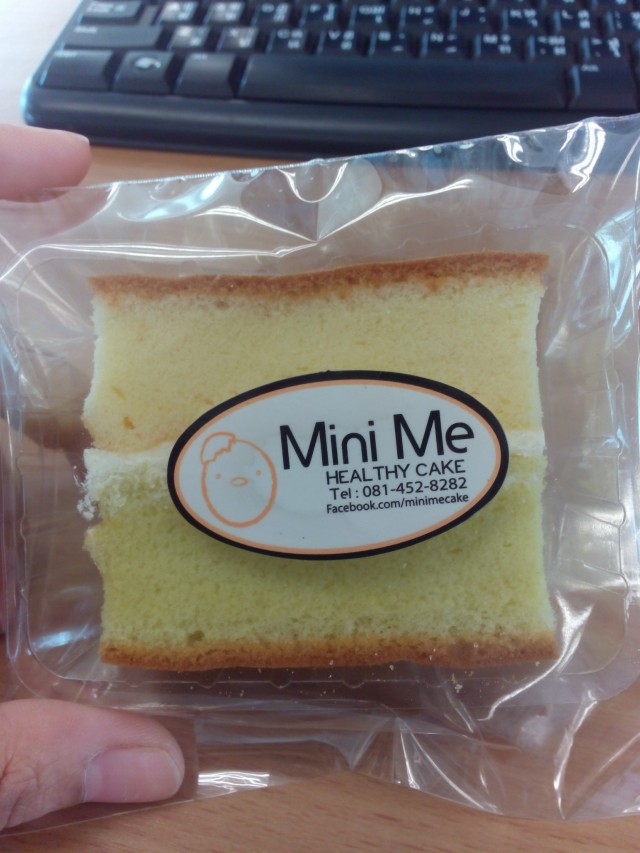 Mini Me
HEALTHY CAKE
Tel : 081-452-8282
Facebook.com/minimecake